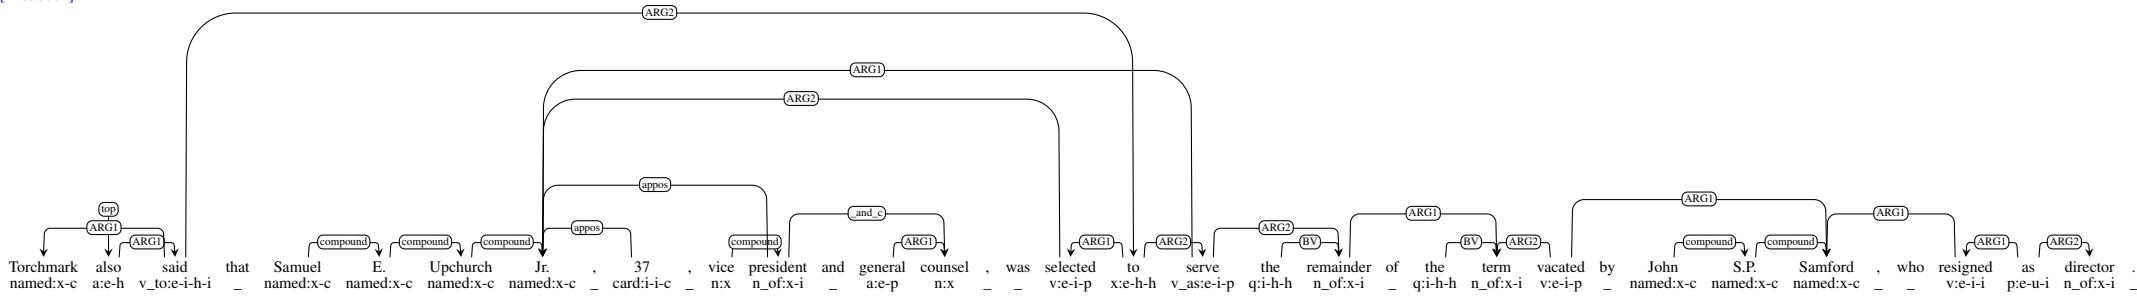 ARG2
ARG1
ARG2
appos
ARG1
top _and_c ARG1 ARG1
ARG1 appos ARG2
ARG1 compound compound compound compound ARG1 ARG1 ARG2 BV BV ARG2 compound compound ARG1 ARG2
Torchmark also said that Samuel E. Upchurch Jr. , 37 , vice president and general counsel , was selected to serve the remainder of the term vacated by John S.P. Samford , who resigned as director .
named:x-c a:e-h v_to:e-i-h-i _ named:x-c named:x-c named:x-c named:x-c _ card:i-i-c _ n:x n_of:x-i _ a:e-p n:x _ _ v:e-i-p x:e-h-h v_as:e-i-p q:i-h-h n_of:x-i _ q:i-h-h n_of:x-i v:e-i-p _ named:x-c named:x-c named:x-c _ _ v:e-i-i p:e-u-i n_of:x-i _